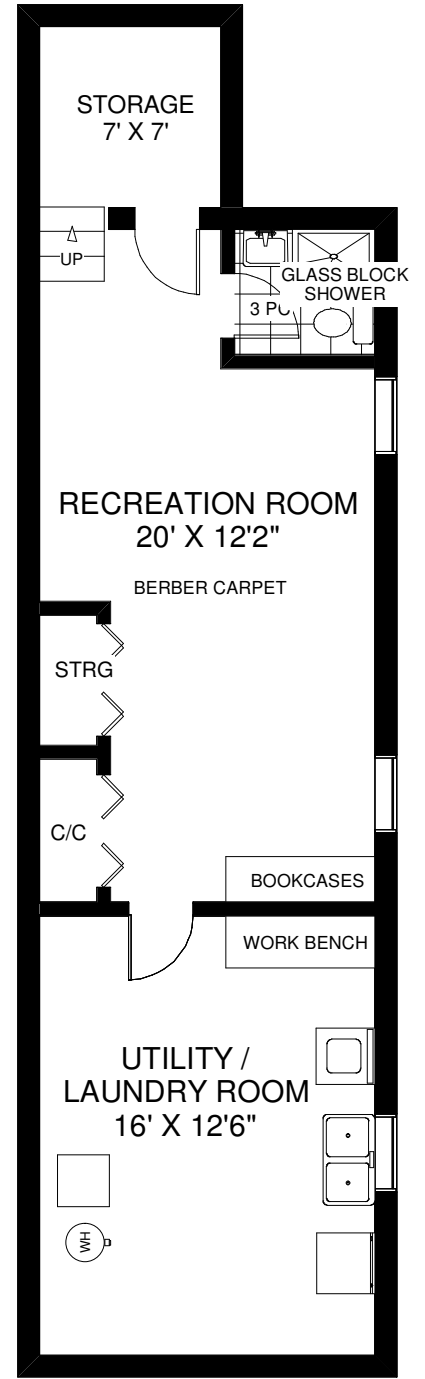 STORAGE
7' X 7'
UP
GLASS BLOCK
SHOWER
3 PC
RECREATION ROOM
20' X 12'2"
BERBER CARPET
STRG
C/C
BOOKCASES
WORK BENCH
UTILITY /
LAUNDRY ROOM
16' X 12'6"
WH